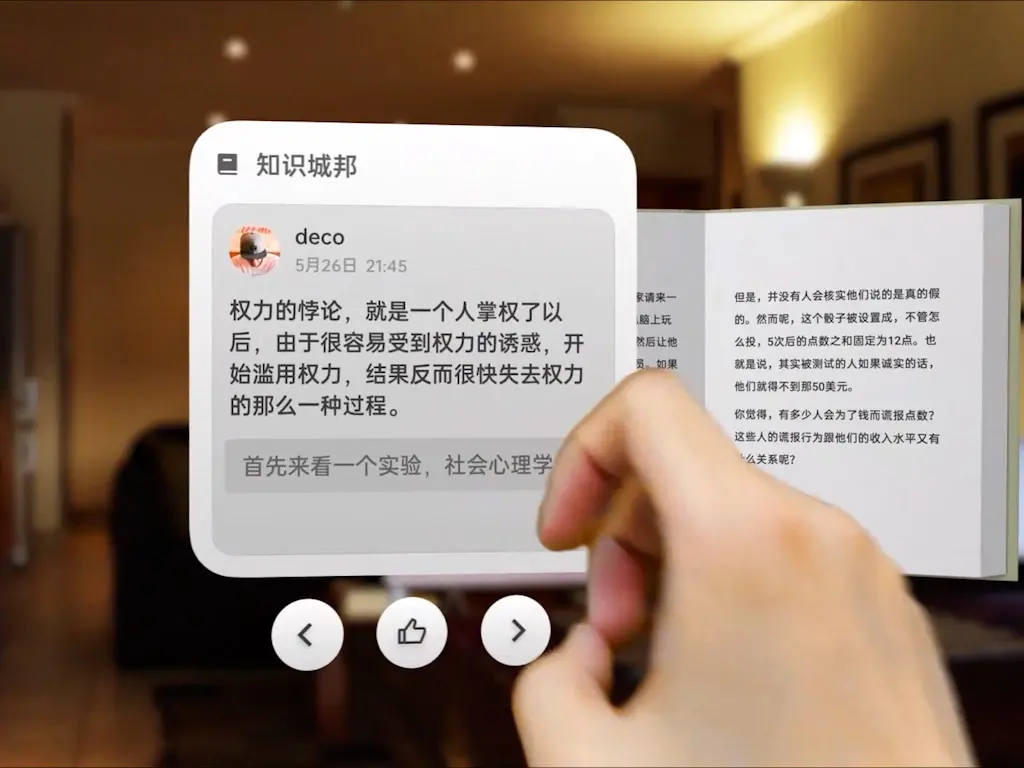 知识城邦
deco
5月26日 21:45
权力的悖论，就是一个人掌权了以
后，由于很容易受到权力的诱惑，开
始滥用权力，结果反而很快失去权力
的那么一种过程。
首先来看一个实验，社会心理学
家请来一
脑上玩
然后让他
如果
但是，并没有人会核实他们说的是真的假
的。然而呢，这个骰子被设置成，不管怎
么投，5次后的点数之和固定为12点。也
就是说，其实被测试的人如果诚实的话，
他们就得不到那50美元。
你觉得，有多少人会为了钱而谎报点数？
这些人的谎报行为跟他们的收入水平又有
么关系呢？